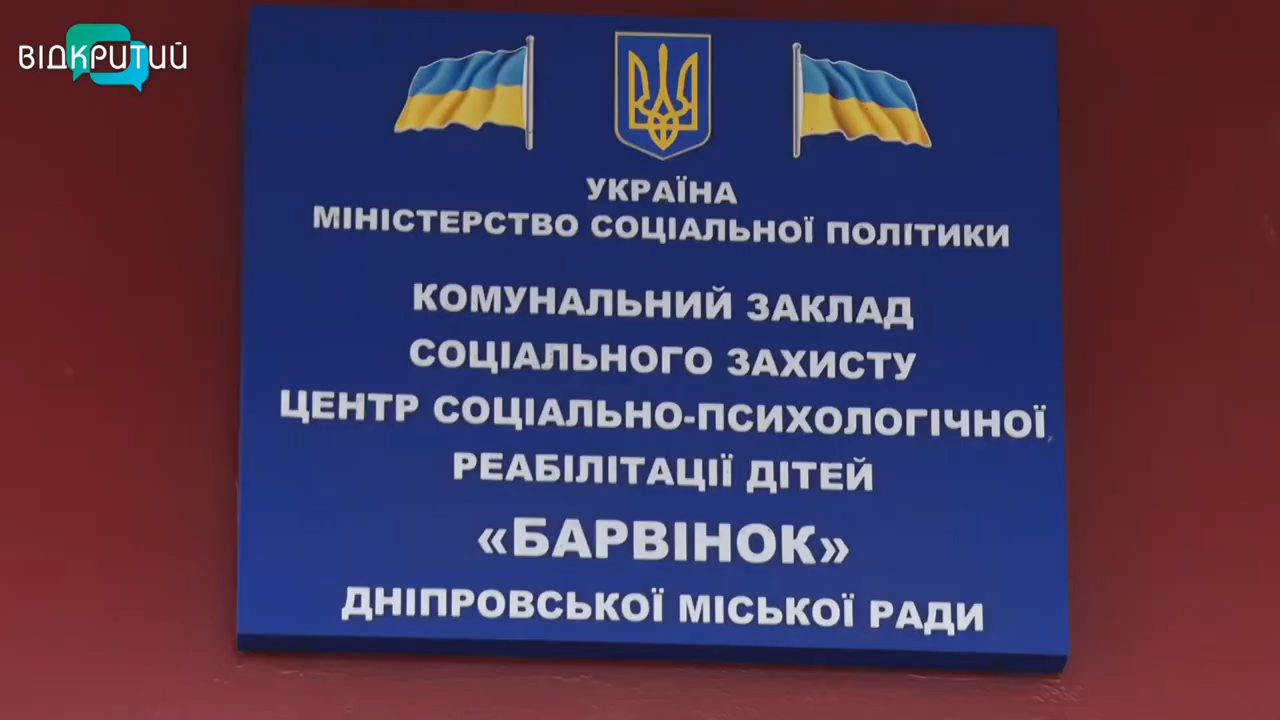 ВІДКРИТИЙ
УКРАЇНА
МІНІСТЕРСТВО СОЦІАЛЬНОЇ ПОЛІТИКИ
КОМУНАЛЬНИЙ ЗАКЛАД
СОЦІАЛЬНОГО ЗАХИСТУ
ЦЕНТР СОЦІАЛЬНО-ПСИХОЛОГІЧНОЇ
РЕАБІЛІТАЦІЇ ДІТЕЙ
«БАРВІНОК»
ДНІПРОВСЬКОЇ МІСЬКОЇ РАДИ